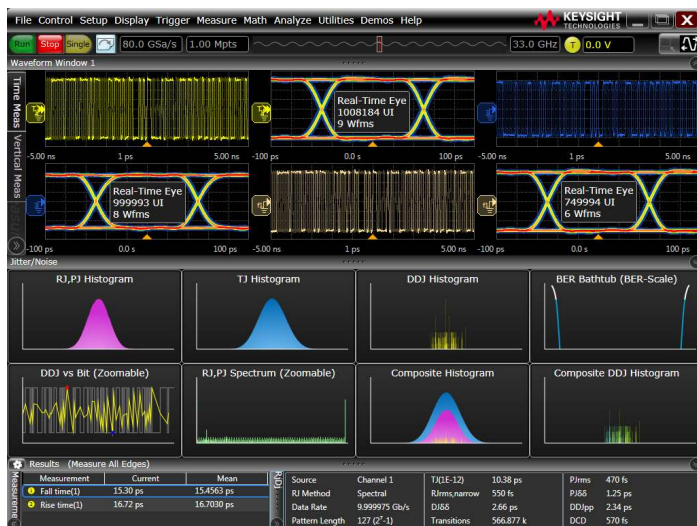 File Control Setup Display Trigger Measure Math Analyze Utilities Demos Help
KEYSIGHT
TECHNOLOGIES
Run Stop Single 80.0 GSa/s 1.00 Mpts 33.0 GHz T 0.0 V
Waveform Window 1
Time Meas
Vertical Meas
Real-Time Eye
1008184 UI
9 Wfms
-5.00 ns 1 ps 5.00 ns -100 ps 0.0 s 100 ps -5.00 ns 1 ps 5.00 ns
Real-Time Eye
999993 UI
8 Wfms
Real-Time Eye
749994 UI
6 Wfms
-100 ps 0.0 s 100 ps -5.00 ns 1 ps 5.00 ns -100 ps 0.0 s 100 ps
Jitter/Noise
RJ,PJ Histogram TJ Histogram DDJ Histogram BER Bathtub (BER-Scale)
DDJ vs Bit (Zoomable) RJ,PJ Spectrum (Zoomable) Composite Histogram Composite DDJ Histogram
Results (Measure All Edges)
Measurement Current Mean
1 Fall time(1) 15.30 ps 15.4563 ps
2 Rise time(1) 16.72 ps 16.7030 ps
Source Channel 1 TJ(1E-12) 10.38 ps PJrms 470 fs
RJ Method Spectral RJrms,narrow 550 fs PJδδ 1.25 ps
Data Rate 9.999975 Gb/s DJδδ 2.66 ps DDJpp 2.34 ps
Pattern Length 127 (2⁷-1) Transitions 566.877 k DCD 570 fs